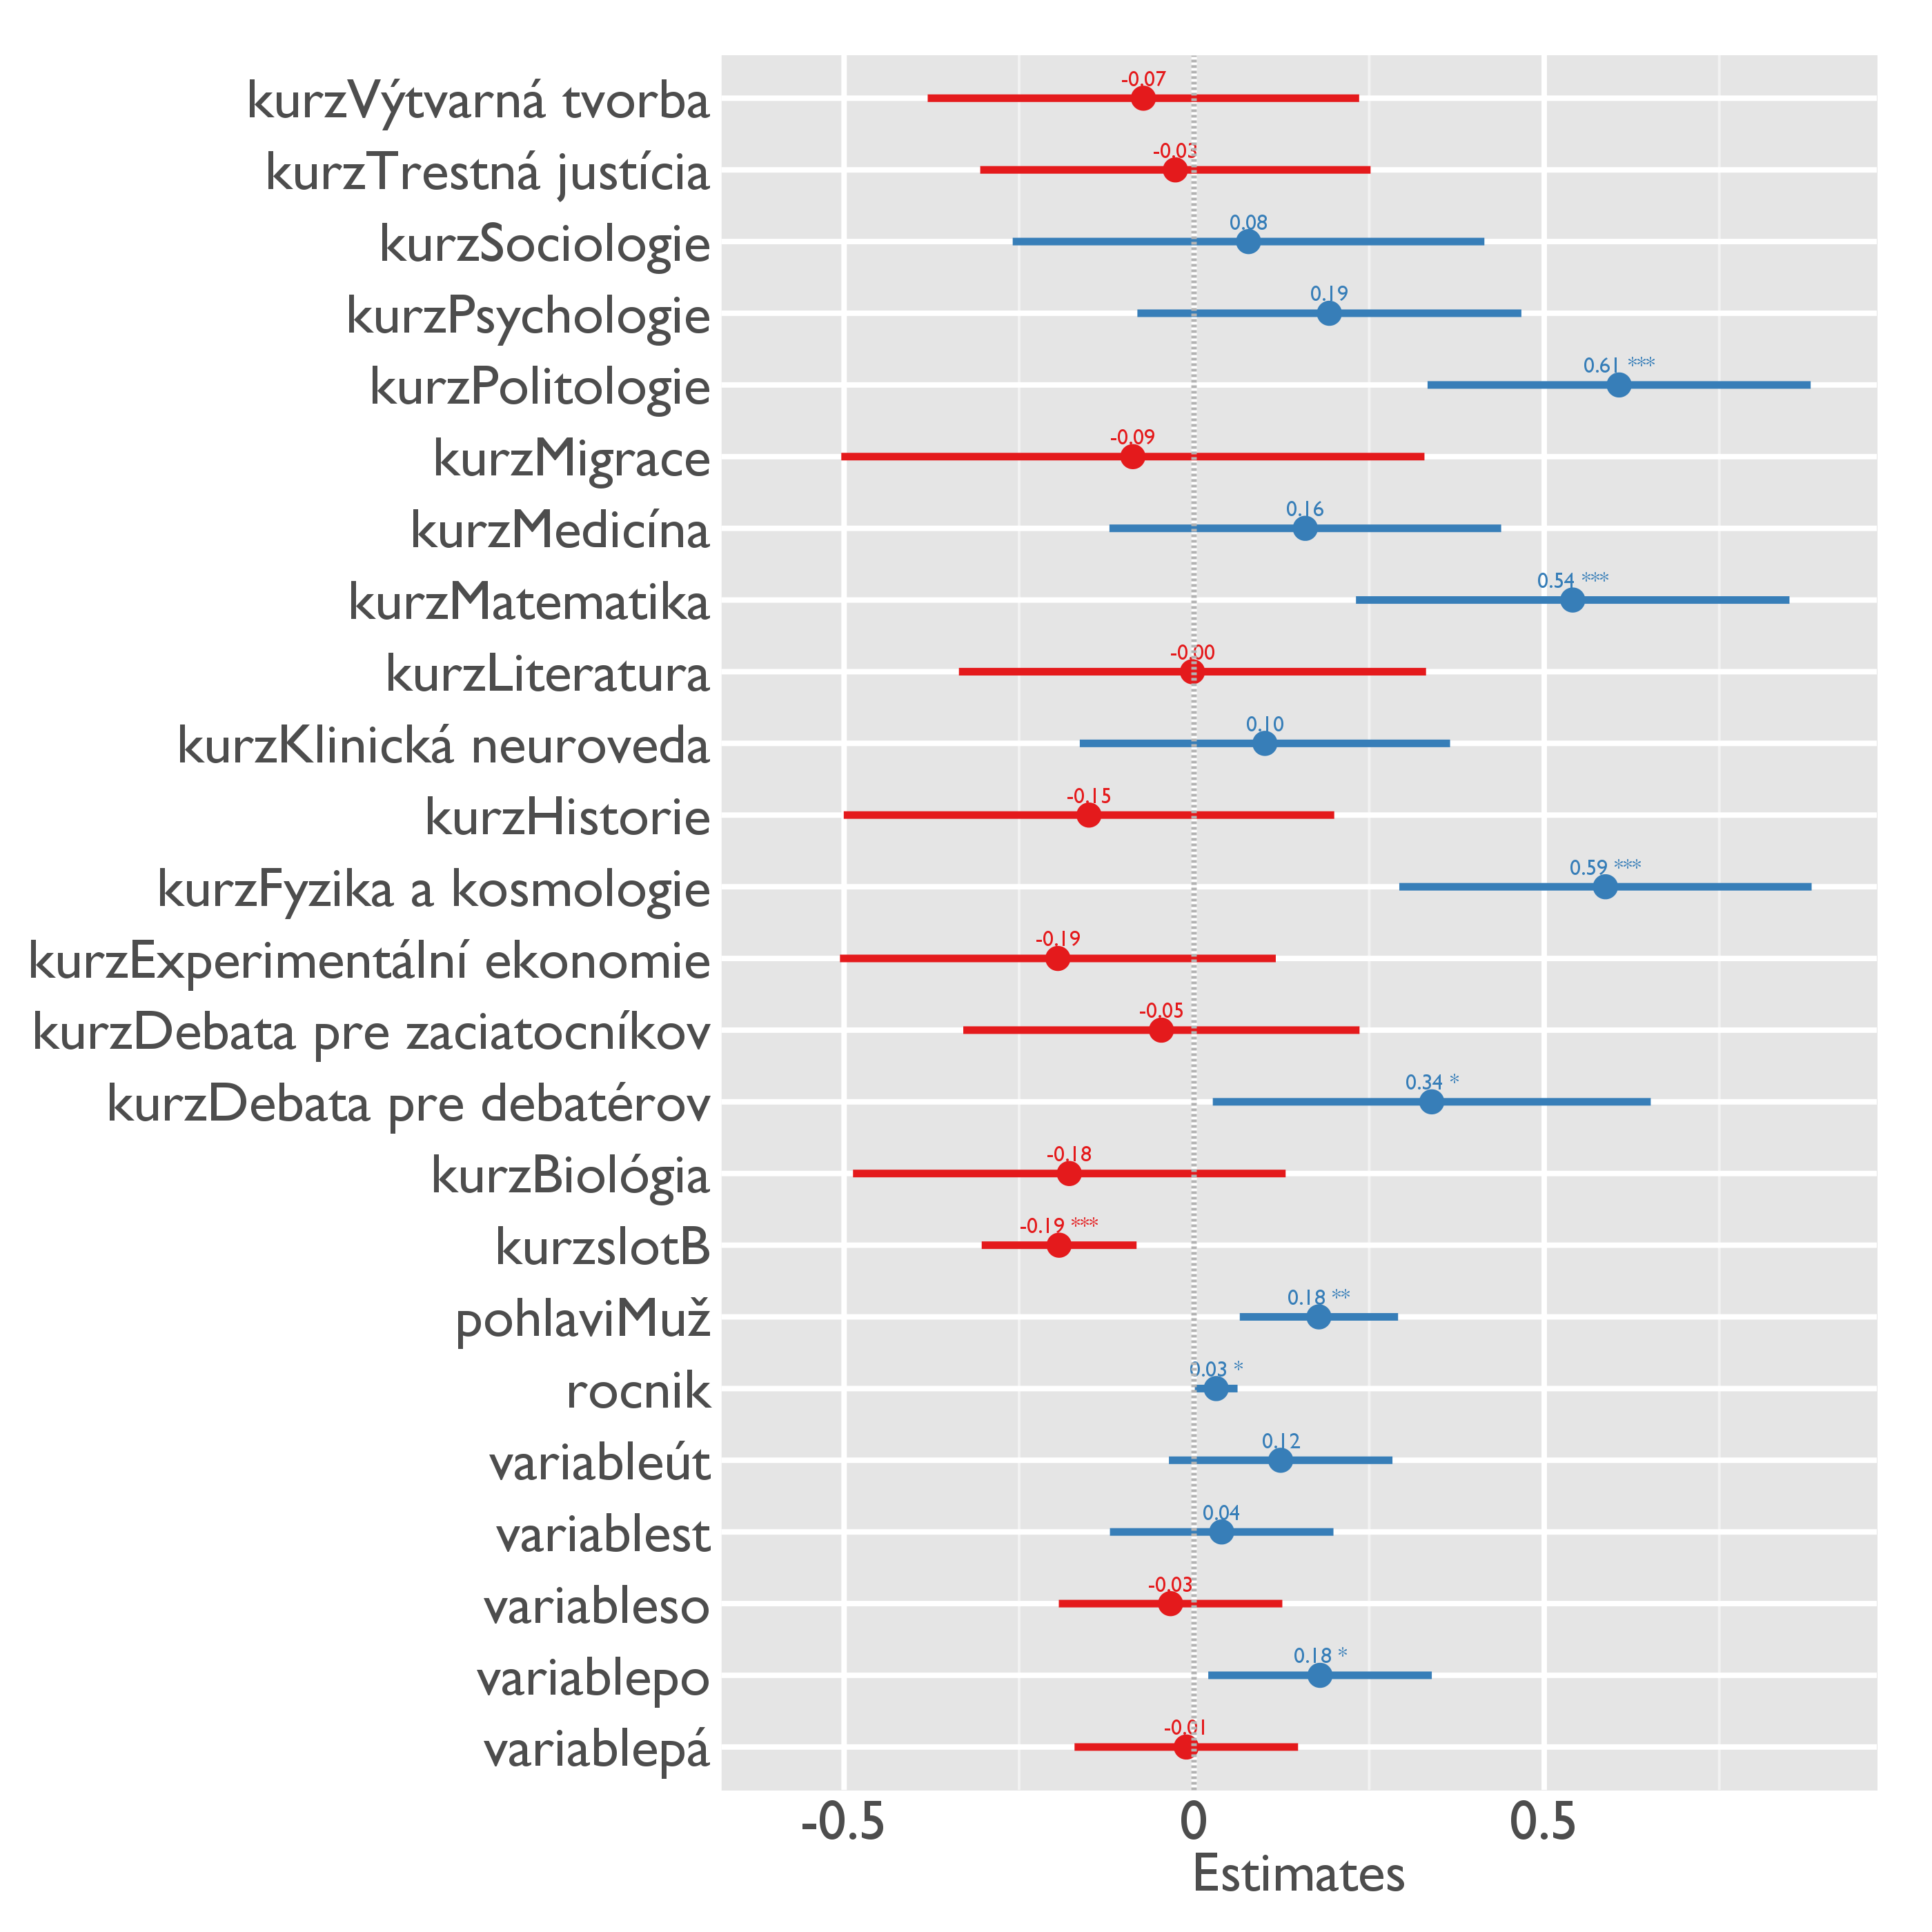 kurzVýtvarná tvorba -0.07
kurzTrestná justícia -0.03
kurzSociologie 0.08
kurzPsychologie 0.19
kurzPolitologie 0.61 ***
kurzMigrace -0.09
kurzMedicína 0.16
kurzMatematika 0.54 ***
kurzLiteratura -0.00
kurzKlinická neuroveda 0.10
kurzHistorie -0.15
kurzFyzika a kosmologie 0.59 ***
kurzExperimentální ekonomie -0.19
kurzDebata pre zaciatocníkov -0.05
kurzDebata pre debatérov 0.34 *
kurzBiológia -0.18
kurzslotB -0.19 ***
pohlaviMuž 0.18 **
rocnik 0.03 *
variableút 0.12
variablest 0.04
variableso -0.03
variablepo 0.18 *
variablepá -0.01
-0.5 0 0.5
Estimates